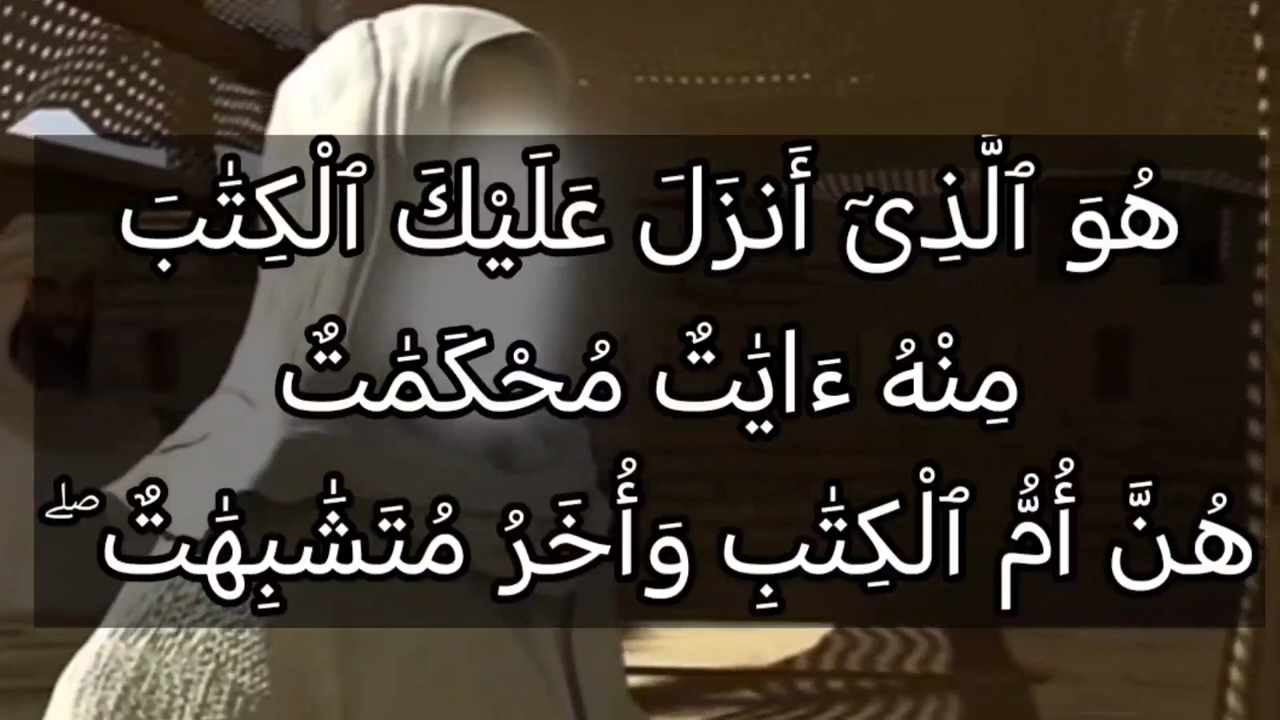 هُوَ ٱلَّذِىٓ أَنزَلَ عَلَيْكَ ٱلْكِتَٰبَ
مِنْهُ ءَايَٰتٌ مُحْكَمَٰتٌ
هُنَّ أُمُّ ٱلْكِتَٰبِ وَأُخَرُ مُتَشَٰبِهَٰتٌ ۖ